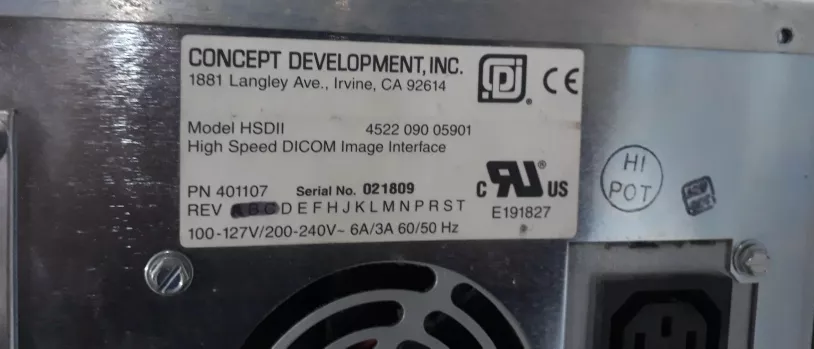 CONCEPT DEVELOPMENT, INC.
1881 Langley Ave., Irvine, CA 92614
Model HSDII 4522 090 05901
High Speed DICOM Image Interface
PN 401107 Serial No. 021809
REV A B C D E F H J K L M N P R S T
100-127V/200-240V~ 6A/3A 60/50 Hz
CE
C RU® US
E191827
HI
POT